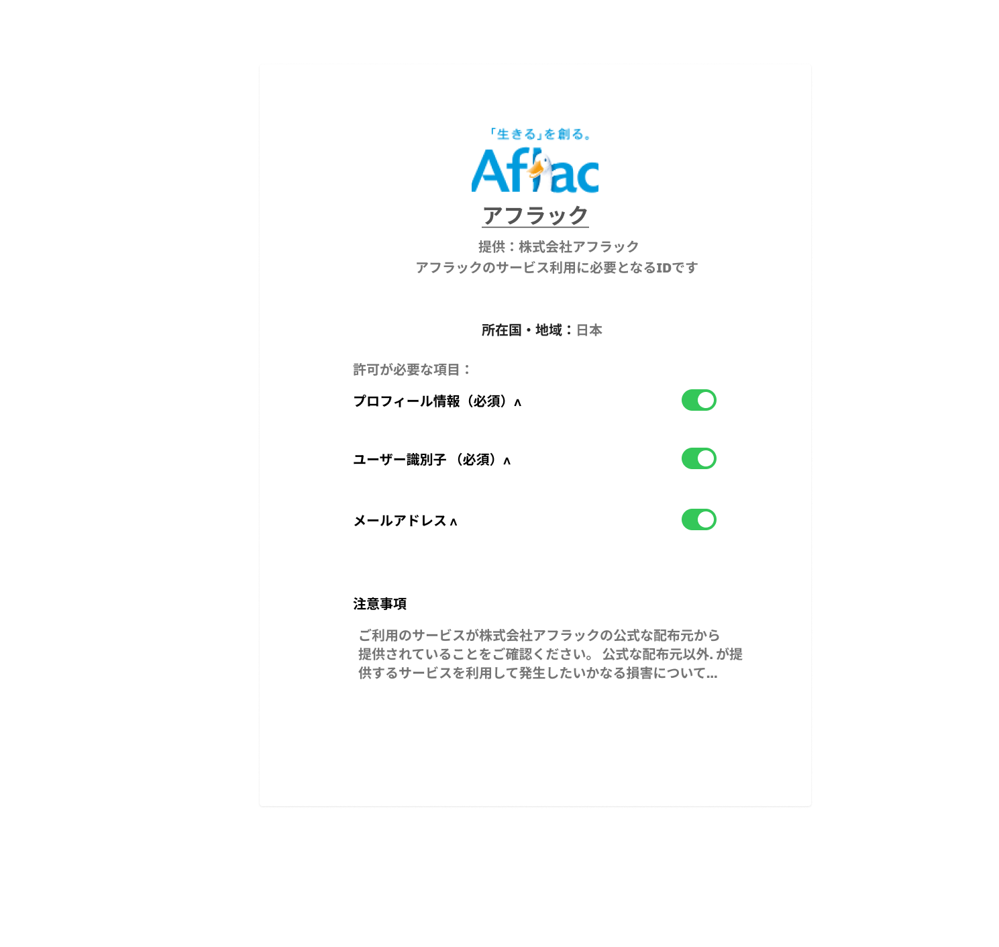 「生きる」を創る。
Aflac
アフラック
提供：株式会社アフラック
アフラックのサービス利用に必要となるIDです
所在国・地域：日本
許可が必要な項目：
プロフィール情報（必須）∧
ユーザー識別子 （必須）∧
メールアドレス ∧
注意事項
ご利用のサービスが株式会社アフラックの公式な配布元から
提供されていることをご確認ください。 公式な配布元以外. が提
供するサービスを利用して発生したいかなる損害について...